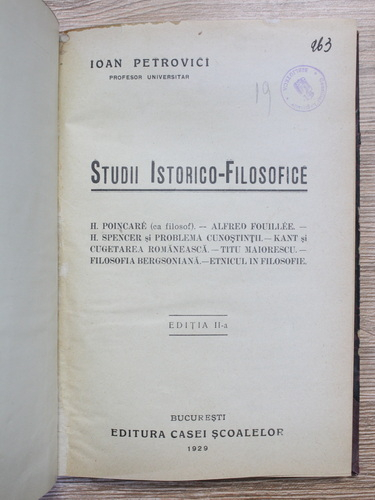 263
IOAN PETROVICI
PROFESOR UNIVERSITAR
19
STUDII ISTORICO-FILOSOFICE
H. POINCARÉ (ca filosof). — ALFREO FOUILLÉE. —
H. SPENCER și PROBLEMA CUNOȘTINȚII. — KANT și
CUGETAREA ROMÂNEASCĂ. — TITU MAIORESCU. —
FILOSOFIA BERGSONIANĂ.—ETNICUL IN FILOSOFIE.
EDIȚIA II-a
BUCUREȘTI
EDITURA CASEI ȘCOALELOR
1929